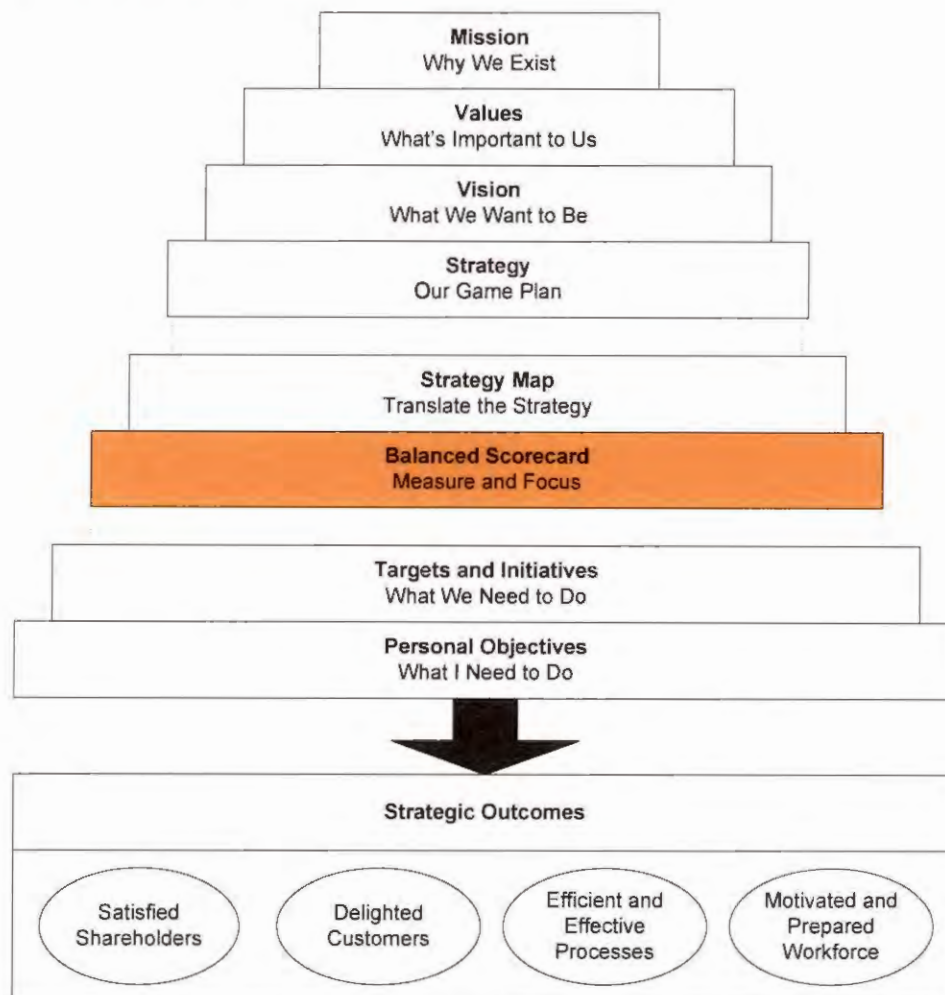 Mission
Why We Exist
Values
What's Important to Us
Vision
What We Want to Be
Strategy
Our Game Plan
Strategy Map
Translate the Strategy
Balanced Scorecard
Measure and Focus
Targets and Initiatives
What We Need to Do
Personal Objectives
What I Need to Do
Strategic Outcomes
Satisfied
Shareholders
Delighted
Customers
Efficient and
Effective
Processes
Motivated and
Prepared
Workforce